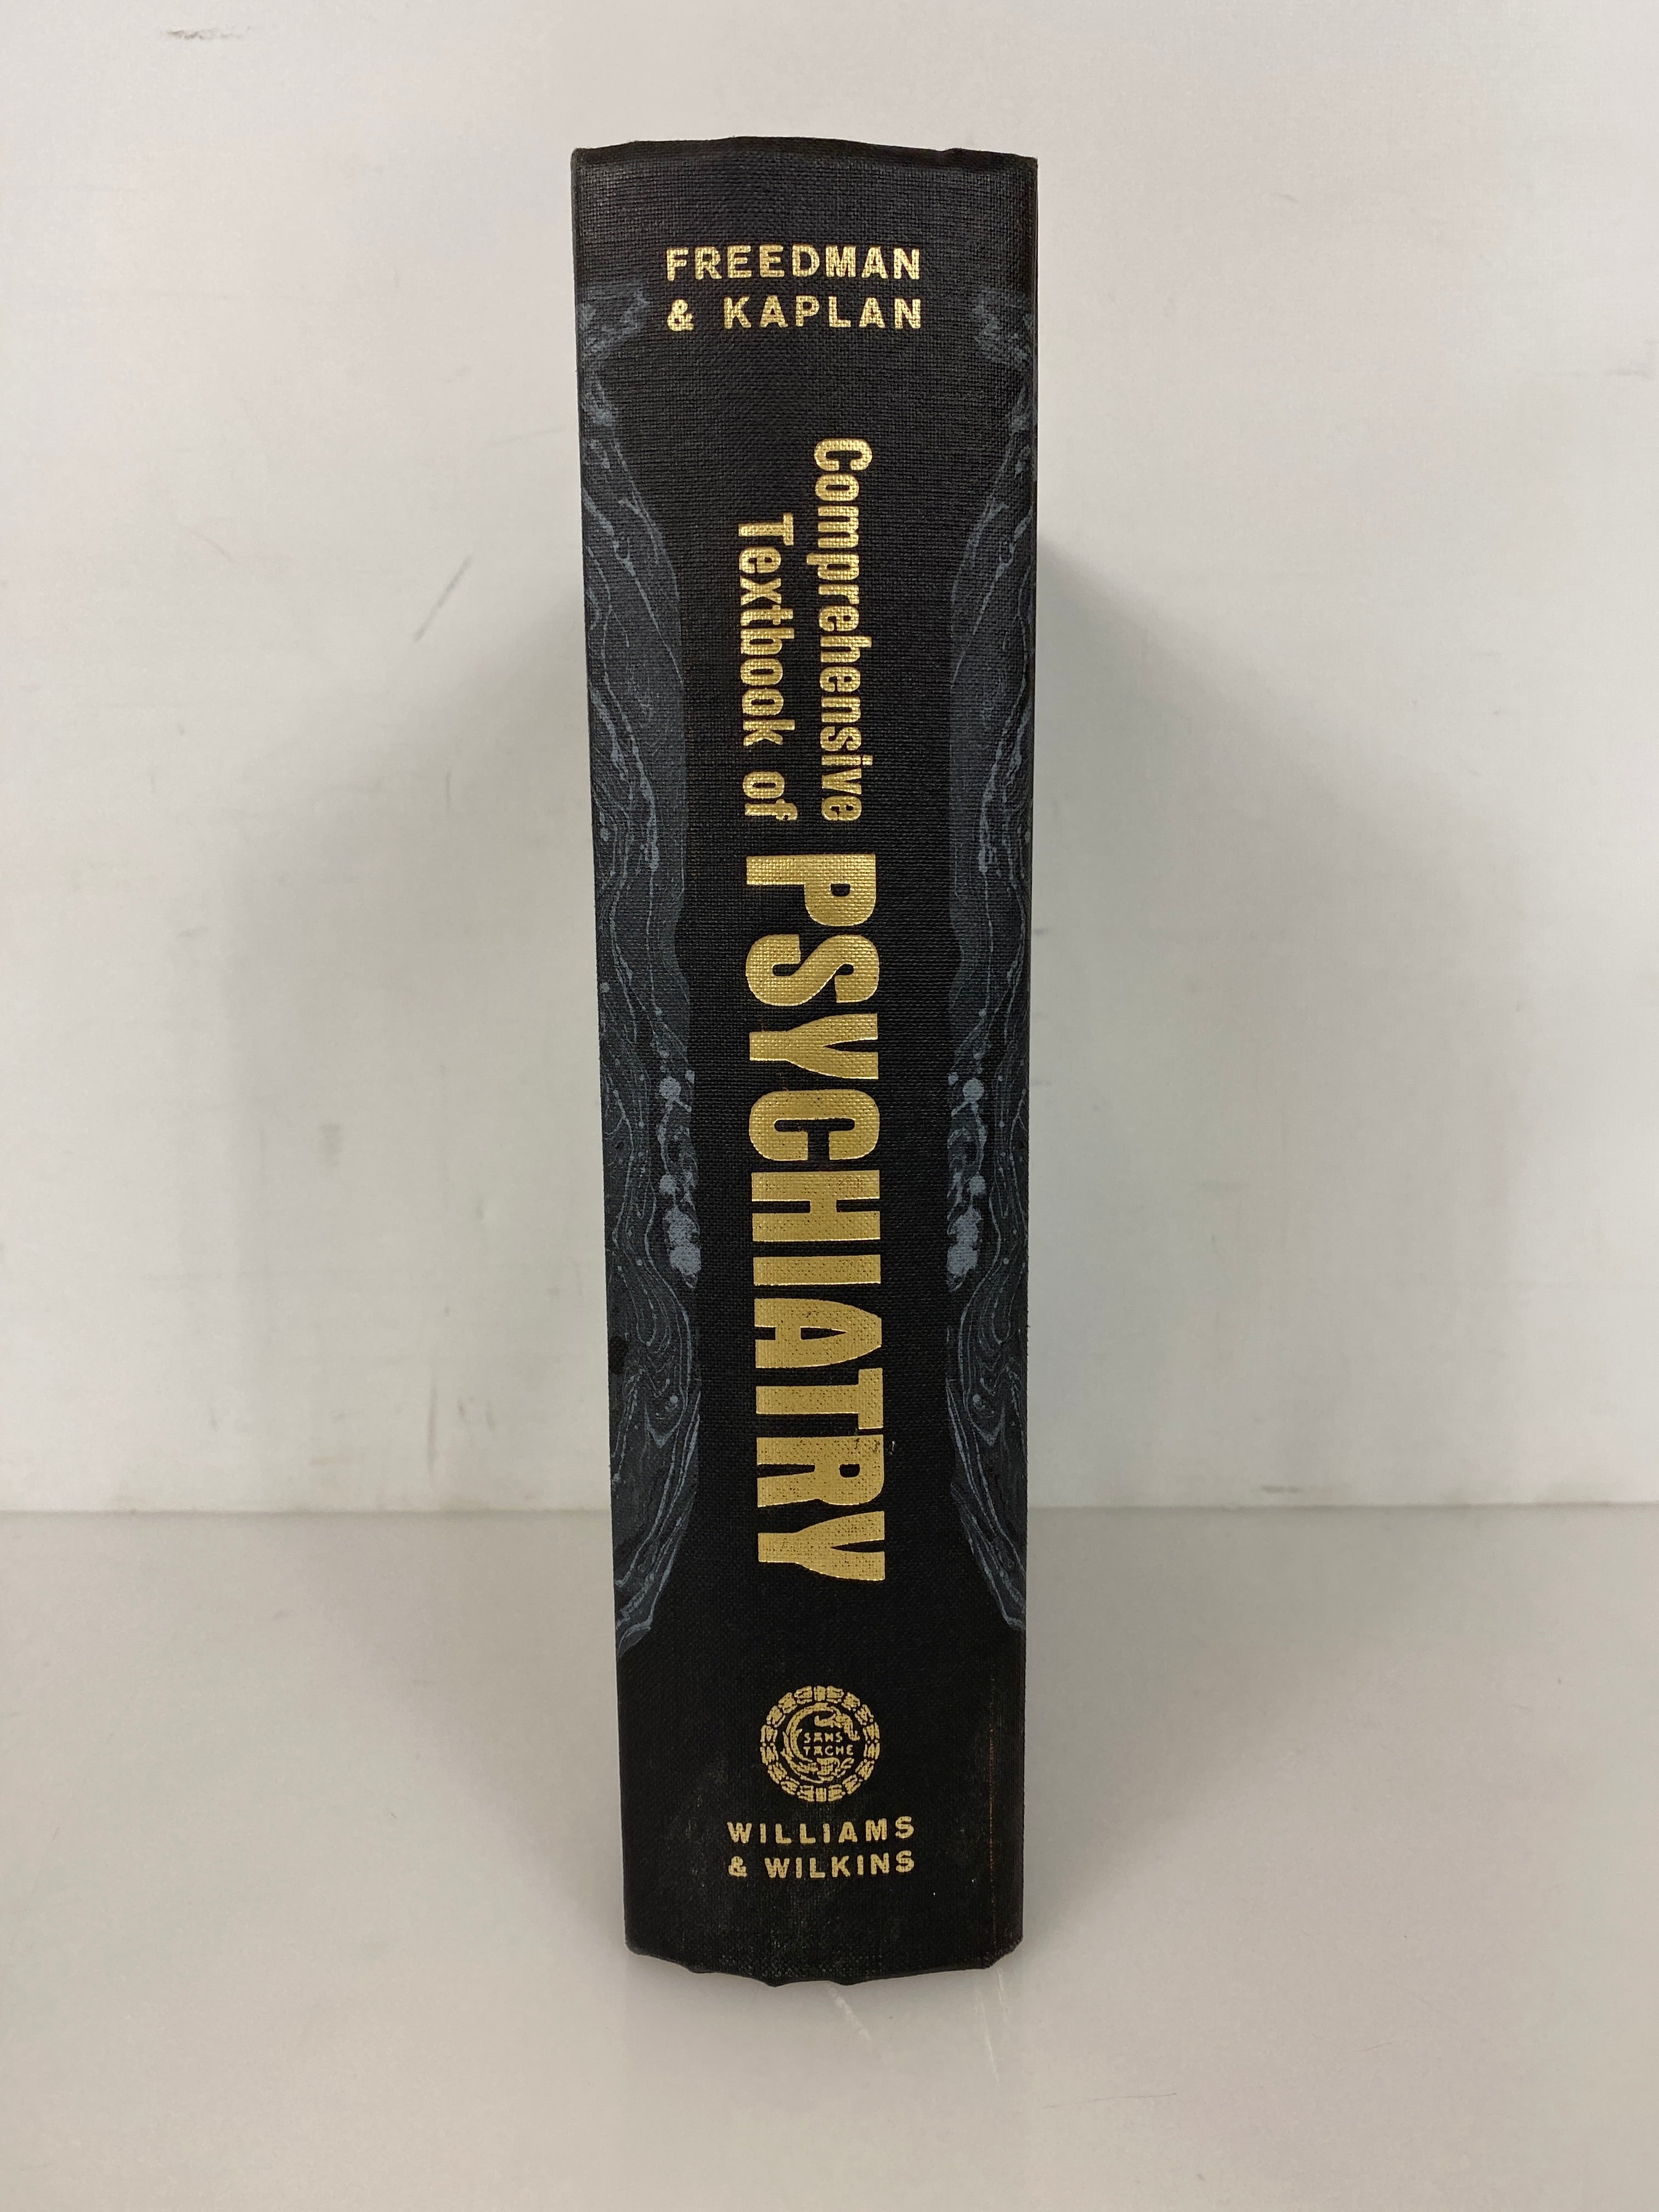 FREEDMAN
& KAPLAN
Comprehensive
Textbook of
PSYCHIATRY
SANS
TACHE
WILLIAMS
& WILKINS